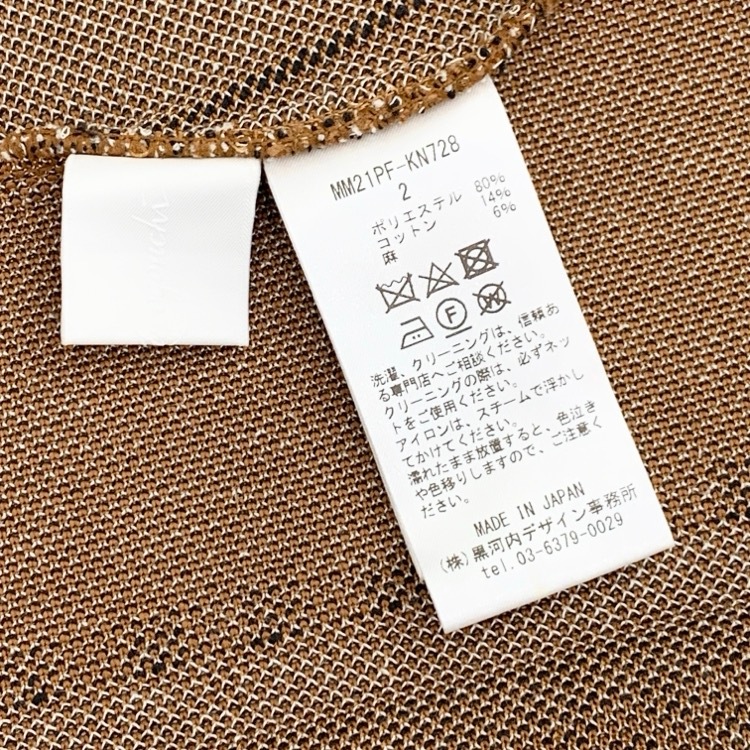 MM21PF-KN728
2
ポリエステル 80%
コットン 14%
麻 6%
F
W
洗濯、クリーニングは、信頼あ
る専門店へご相談ください。
クリーニングの際は、必ずネッ
トをご使用ください。
アイロンは、スチームで浮かし
てかけてください。
濡れたまま放置すると、色泣き
や色移りしますので、ご注意く
ださい。
MADE IN JAPAN
(株)黒河内デザイン事務所
tel.03-6379-0029